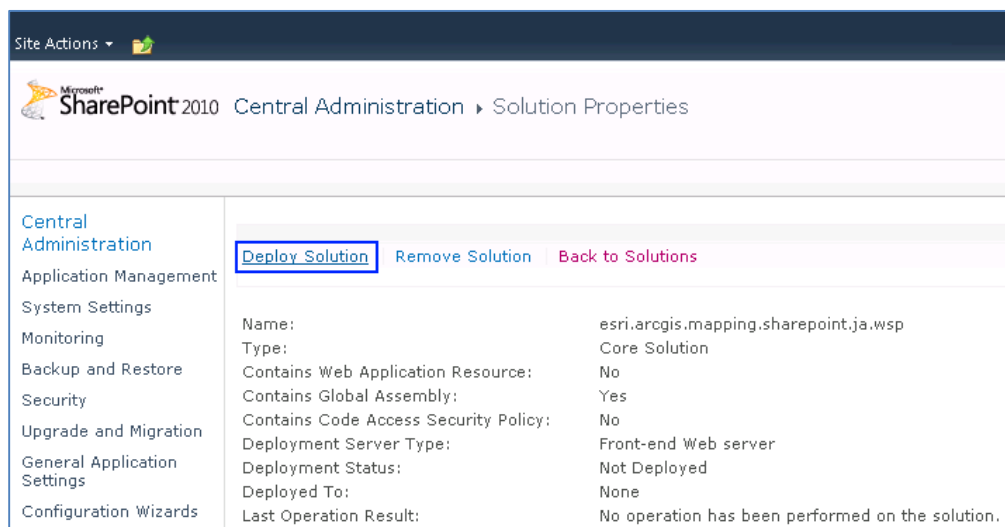 Site Actions
Microsoft
SharePoint 2010 Central Administration Solution Properties
Central
Administration
Application Management
System Settings
Monitoring
Backup and Restore
Security
Upgrade and Migration
General Application
Settings
Configuration Wizards
Deploy Solution Remove Solution Back to Solutions
Name: esri.arcgis.mapping.sharepoint.ja.wsp
Type: Core Solution
Contains Web Application Resource: No
Contains Global Assembly: Yes
Contains Code Access Security Policy: No
Deployment Server Type: Front-end Web server
Deployment Status: Not Deployed
Deployed To: None
Last Operation Result: No operation has been performed on the solution.